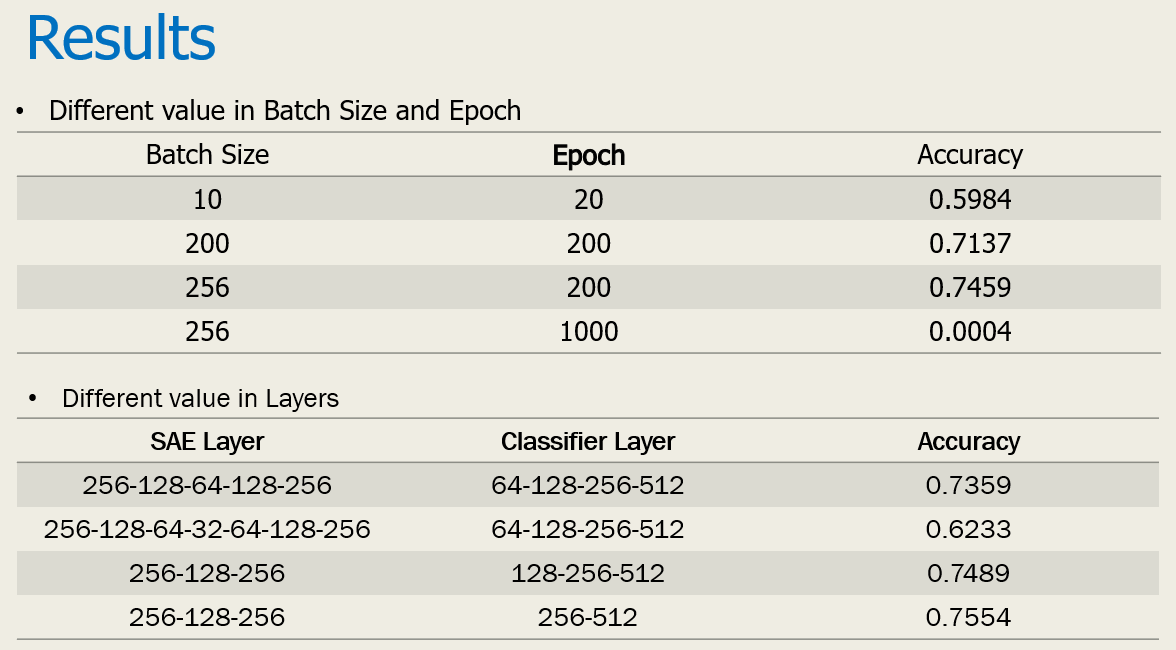 Results
• Different value in Batch Size and Epoch
Batch Size Epoch Accuracy
10 20 0.5984
200 200 0.7137
256 200 0.7459
256 1000 0.0004
• Different value in Layers
SAE Layer Classifier Layer Accuracy
256-128-64-128-256 64-128-256-512 0.7359
256-128-64-32-64-128-256 64-128-256-512 0.6233
256-128-256 128-256-512 0.7489
256-128-256 256-512 0.7554